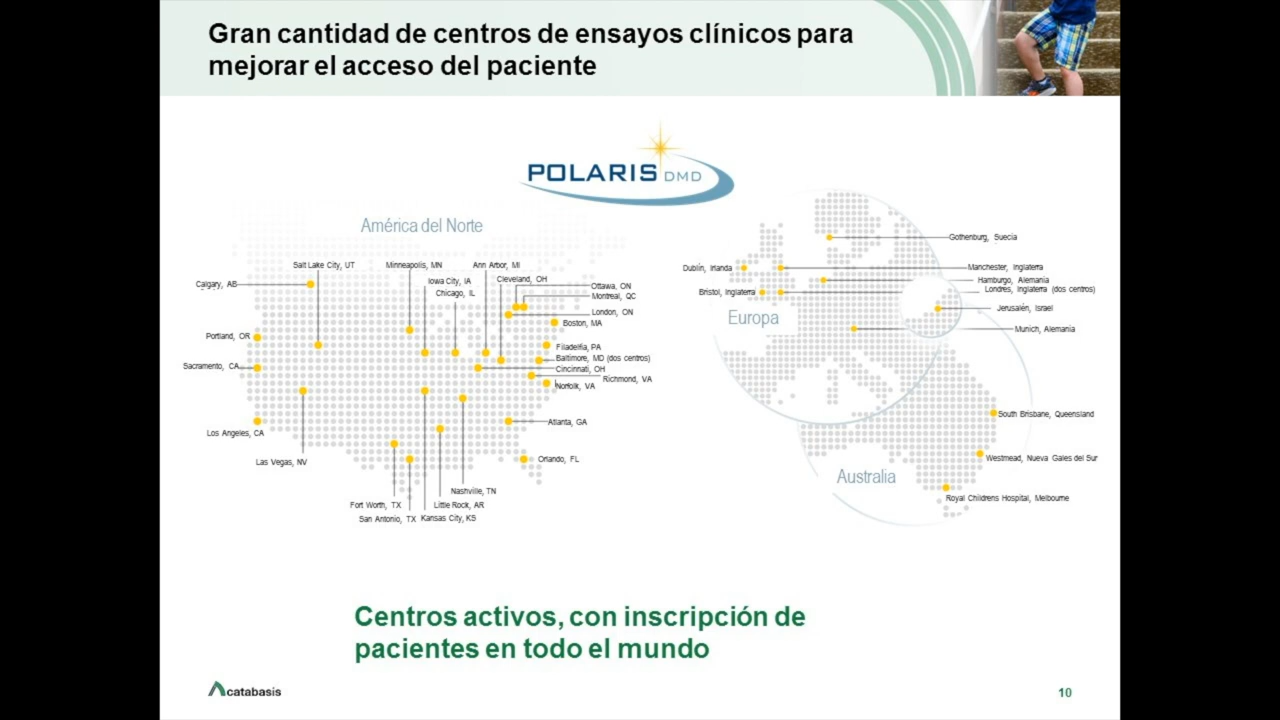 Gran cantidad de centros de ensayos clínicos para
mejorar el acceso del paciente
POLARIS DMD
América del Norte
Salt Lake City, UT
Minneapolis, MN
Ann Arbor, MI
Iowa City, IA
Cleveland, OH
Chicago, IL
Calgary, AB
Ottawa, ON
Montreal, QC
London, ON
Boston, MA
Portland, OR
Filadelfia, PA
Baltimore, MD (dos centros)
Sacramento, CA
Cincinnati, OH
Richmond, VA
Norfolk, VA
Atlanta, GA
Los Angeles, CA
Las Vegas, NV
Orlando, FL
Nashville, TN
Fort Worth, TX
Little Rock, AR
San Antonio, TX
Kansas City, KS
Gothenburg, Suecia
Dublín, Irlanda
Manchester, Inglaterra
Hamburgo, Alemania
Bristol, Inglaterra
Londres, Inglaterra (dos centros)
Jerusalén, Israel
Europa
Munich, Alemania
South Brisbane, Queensland
Westmead, Nueva Gales del Sur
Australia
Royal Childrens Hospital, Melbourne
Centros activos, con inscripción de
pacientes en todo el mundo
catabasis
10